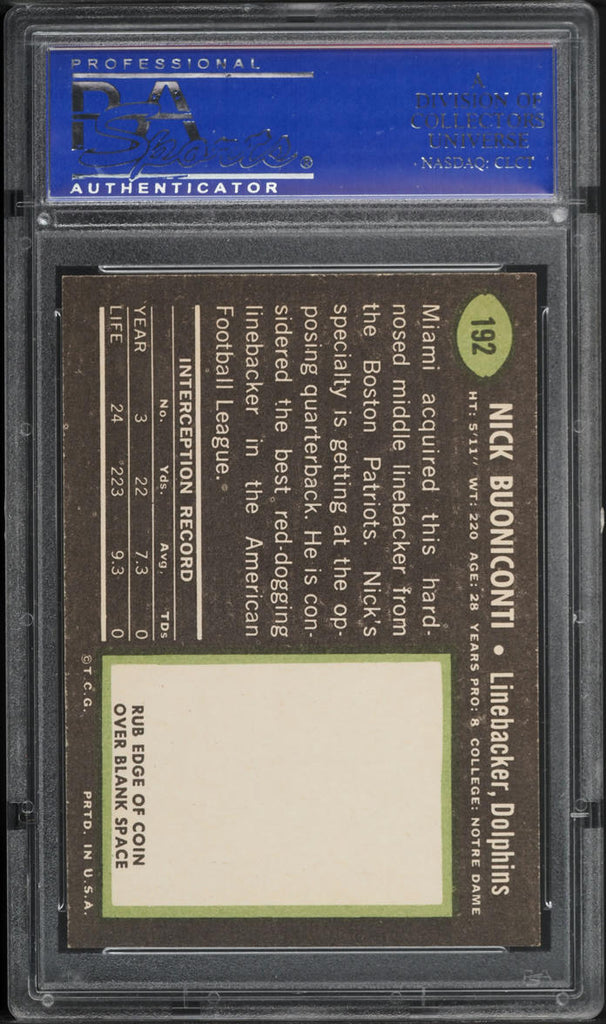 PROFESSIONAL
PSA
Sports®
AUTHENTICATOR
A
DIVISION OF
COLLECTORS
UNIVERSE
NASDAQ: CLCT
192
NICK BUONICONTI • Linebacker, Dolphins
HT: 5'11" WT: 220 AGE: 28 YEARS PRO: 8 COLLEGE: NOTRE DAME
Miami acquired this hard-
nosed middle linebacker from
the Boston Patriots. Nick's
specialty is getting at the op-
posing quarterback. He is con-
sidered the best red-dogging
linebacker in the American
Football League.
INTERCEPTION RECORD
No. Yds. Avg. TDs
YEAR 3 22 7.3 0
LIFE 24 223 9.3 0
RUB EDGE OF COIN
OVER BLANK SPACE
©T.C.G. PRTD. IN U.S.A.
PSA